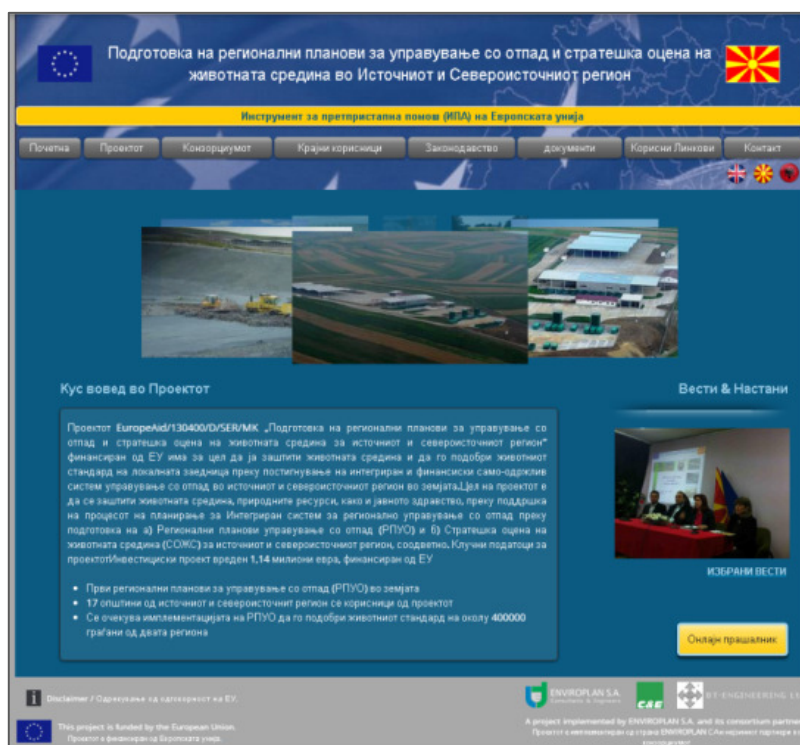 Подготовка на регионални планови за управување со отпад и стратешка оцена на
животната средина во Источниот и Североисточниот регион
Инструмент за претпристапна помош (ИПА) на Европската унија
Почетна Проектот Конзорциумот Крајни корисници Законодавство документи Корисни Линкови Контакт
Кус вовед во Проектот
Проектот EuropeAid/130400/D/SER/MK „Подготовка на регионални планови за управување со
отпад и стратешка оцена на животната средина за источниот и североисточниот регион"
финансиран од ЕУ има за цел да ја заштити животната средина и да го подобри животниот
стандард на локалната заедница преку постигнување на интегриран и финансиски само-одржлив
систем управување со отпад во источниот и североисточниот регион во земјата.Цел на проектот е
да се заштити животната средина, природните ресурси, како и јавното здравство, преку поддршка
на процесот на планирање за Интегриран систем за регионално управување со отпад преку
подготовка на а) Регионални планови управување со отпад (РПУО) и б) Стратешка оцена на
животната средина (СОЖС) за источниот и североисточниот регион, соодветно. Клучни податоци за
проектотИнвестициски проект вреден 1,14 милиони евра, финансиран од ЕУ
• Први регионални планови за управување со отпад (РПУО) во земјата
• 17 општини од источниот и североисточнит регион се корисници од проектот
• Се очекува имплементацијата на РПУО да го подобри животниот стандард на околу 400000
граѓани од двата региона
Вести & Настани
ИЗБРАНИ ВЕСТИ
Онлајн прашалник
Disclaimer / Одрекување од одговорност на ЕУ.
This project is funded by the European Union.
Проектот е финансиран од Европската унија.
ENVIROPLAN S.A.
Consultants & Engineers
C&E
BT-ENGINEERING
A project implemented by ENVIROPLAN S.A. and its consortium partner